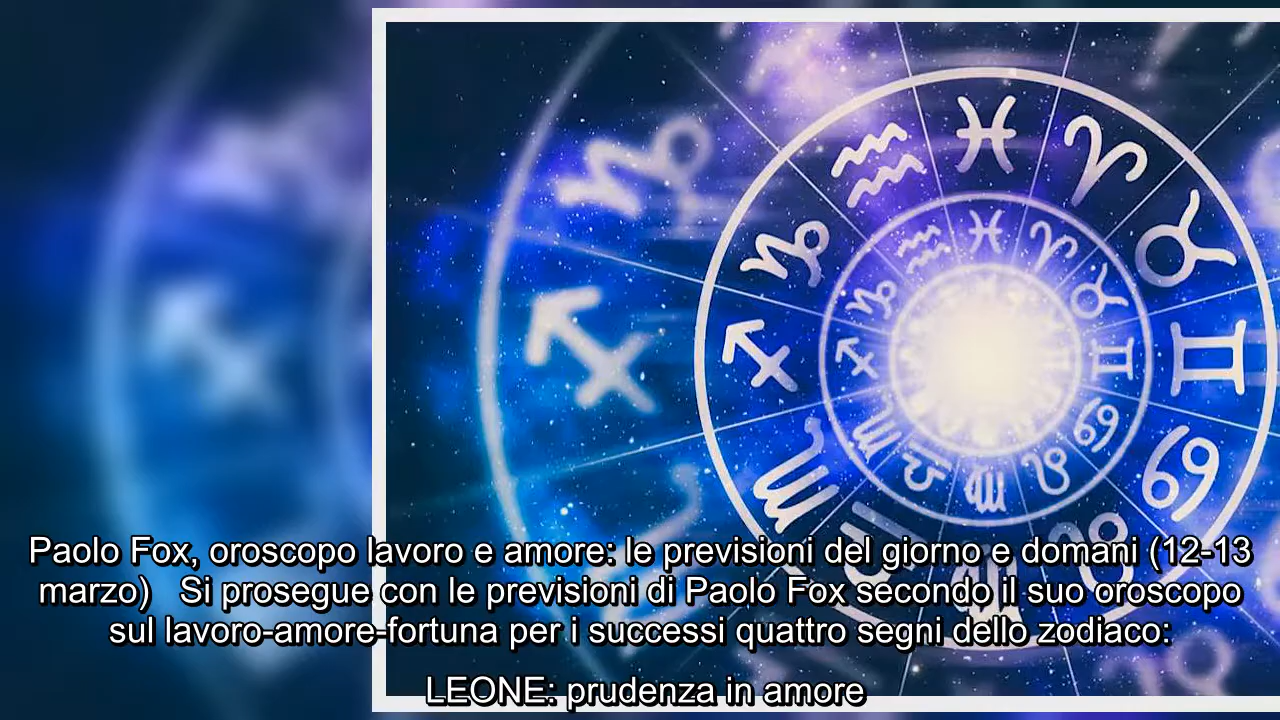 Paolo Fox, oroscopo lavoro e amore: le previsioni del giorno e domani (12-13
marzo)   Si prosegue con le previsioni di Paolo Fox secondo il suo oroscopo
sul lavoro-amore-fortuna per i successi quattro segni dello zodiaco:
LEONE: prudenza in amore